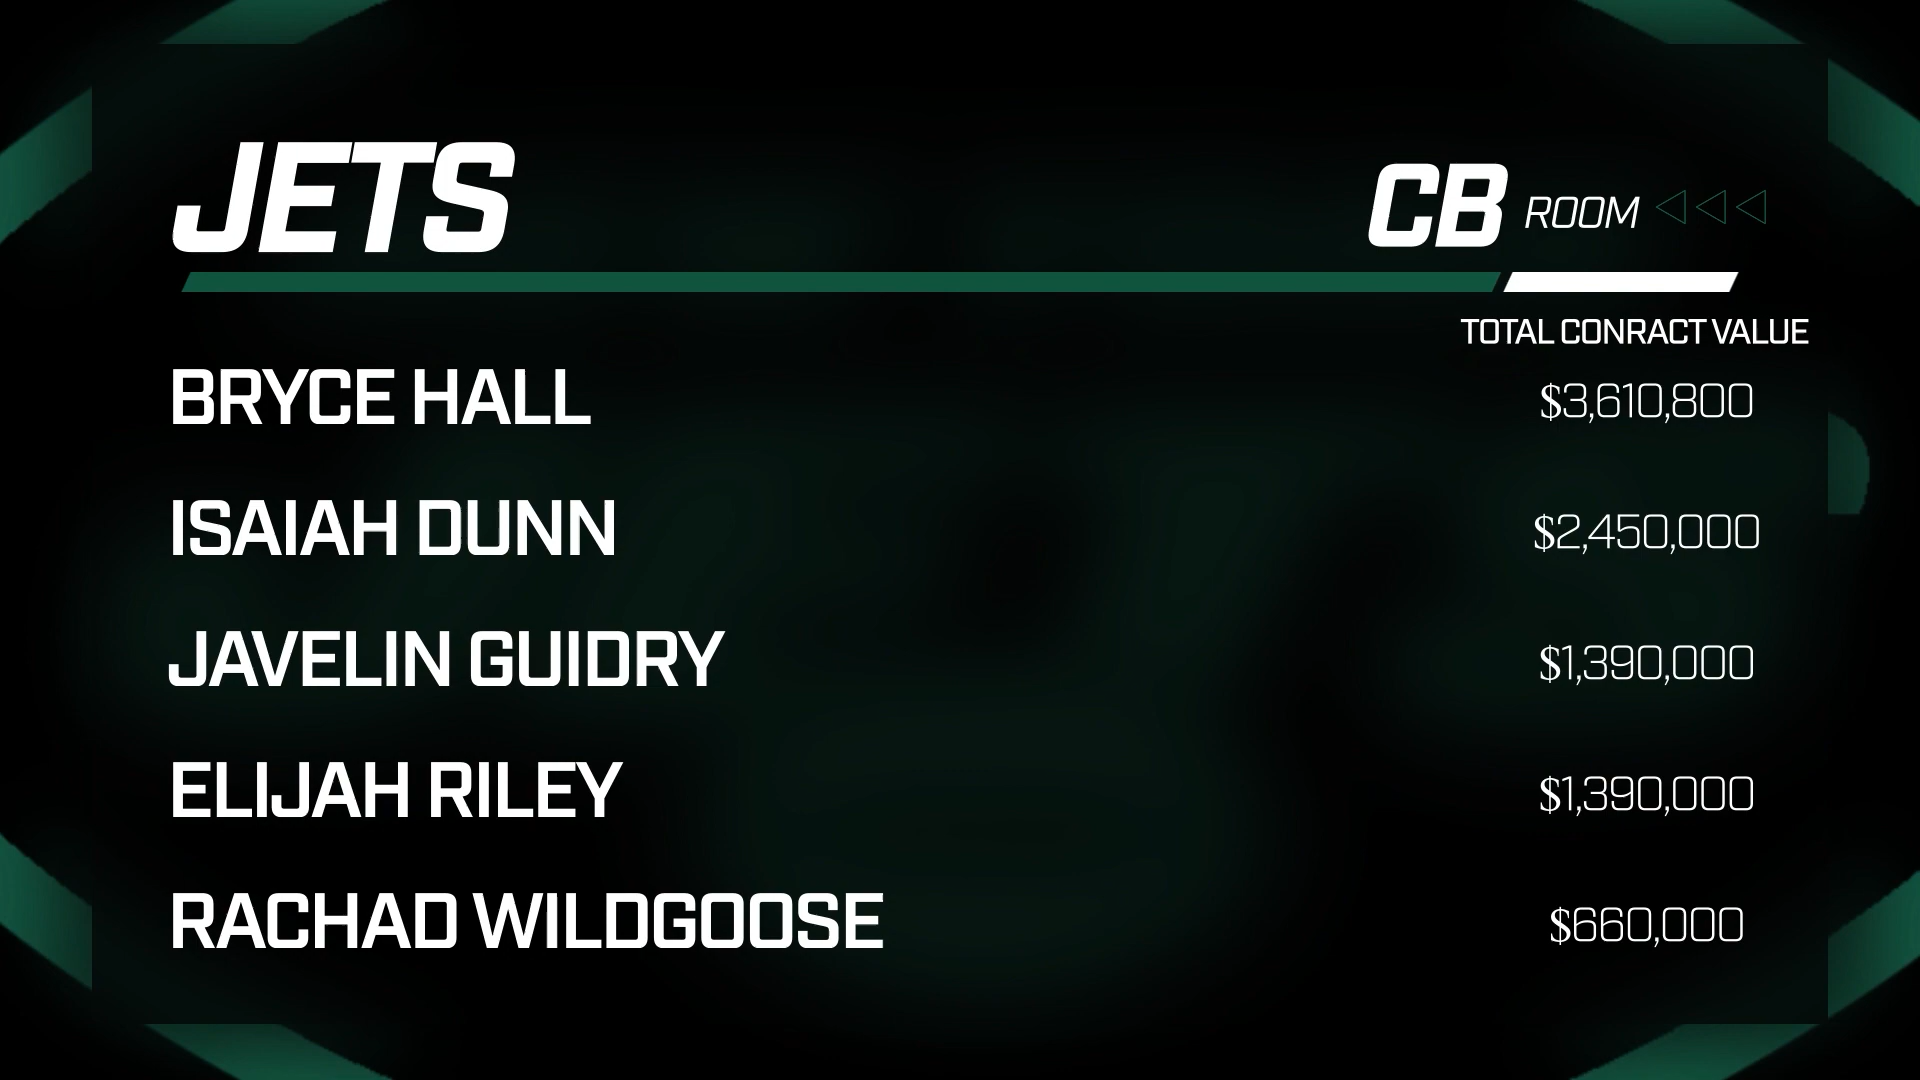 JETS
CB ROOM
TOTAL CONRACT VALUE
BRYCE HALL $3,610,800
ISAIAH DUNN $2,450,000
JAVELIN GUIDRY $1,390,000
ELIJAH RILEY $1,390,000
RACHAD WILDGOOSE $660,000